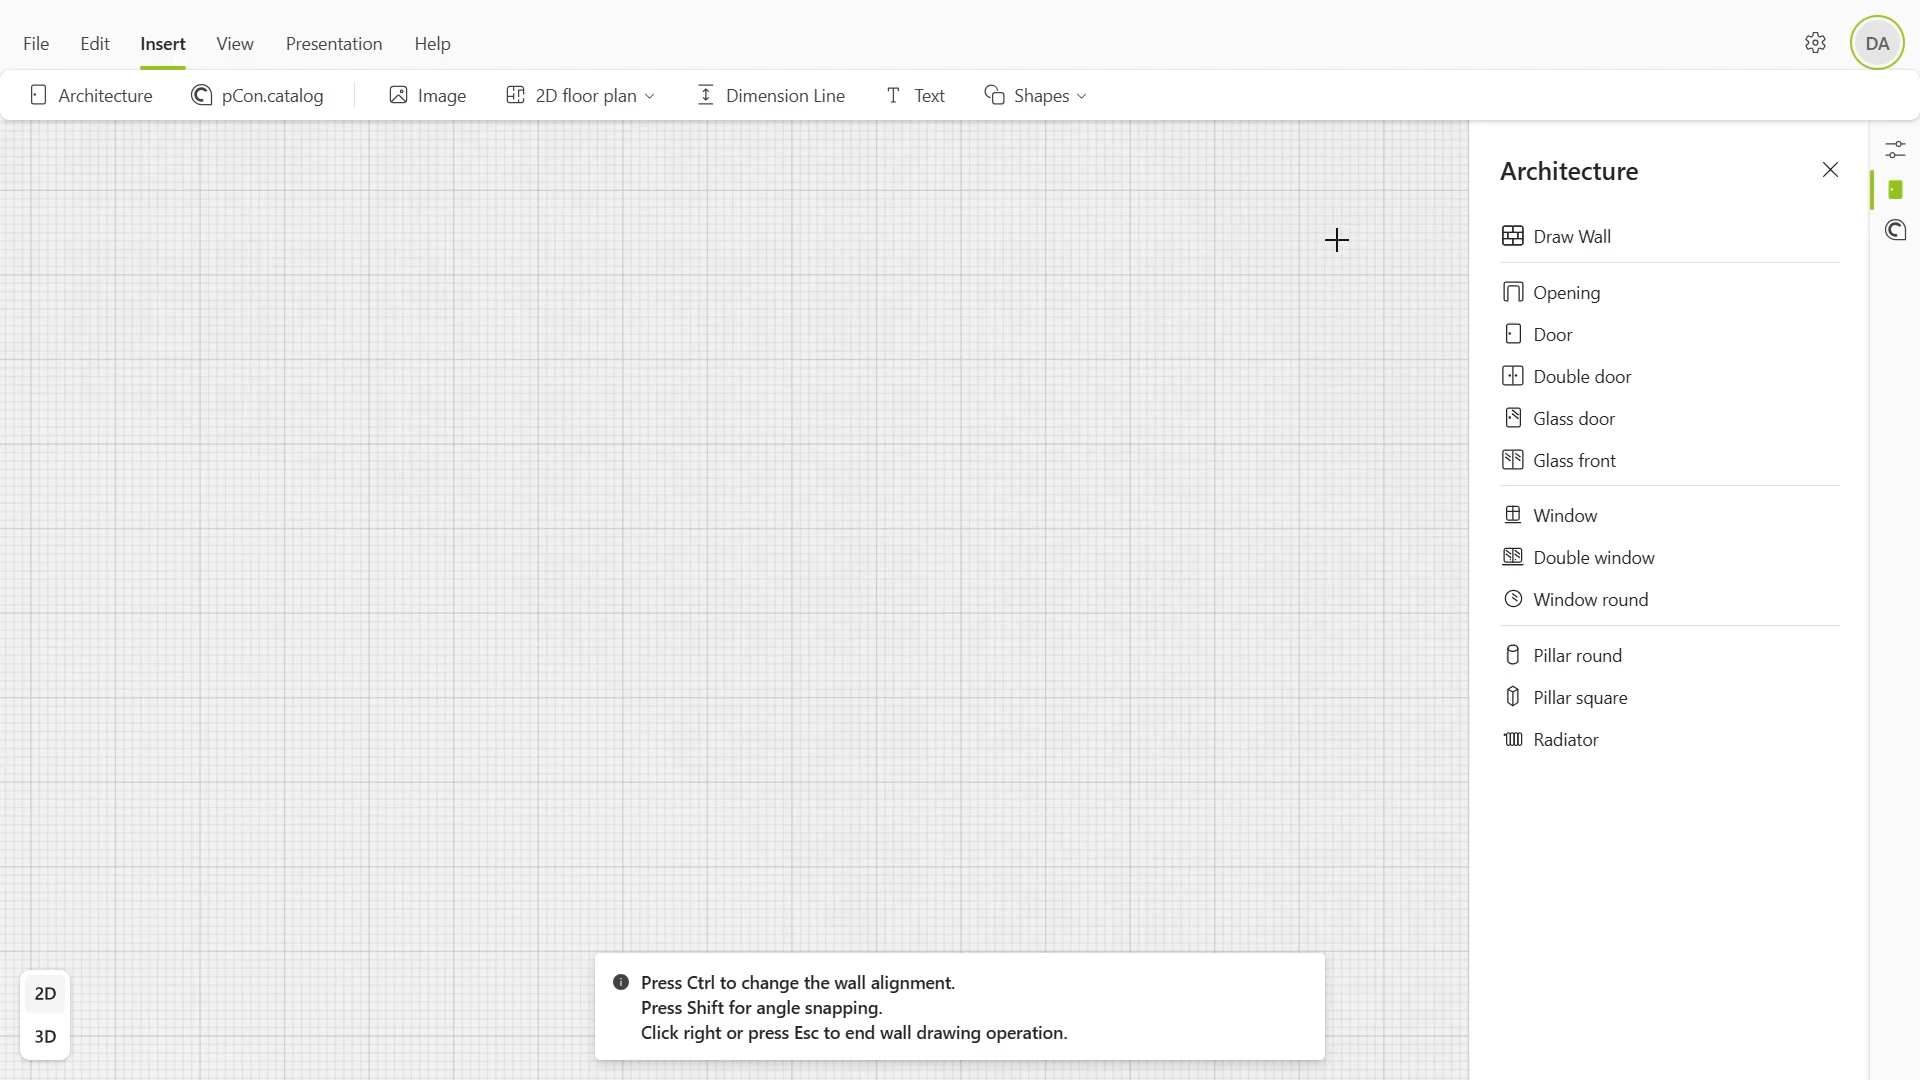 File Edit Insert View Presentation Help DA
Architecture pCon.catalog Image 2D floor plan Dimension Line Text Shapes
Architecture
Draw Wall
Opening
Door
Double door
Glass door
Glass front
Window
Double window
Window round
Pillar round
Pillar square
Radiator
Press Ctrl to change the wall alignment.
Press Shift for angle snapping.
Click right or press Esc to end wall drawing operation.
2D
3D